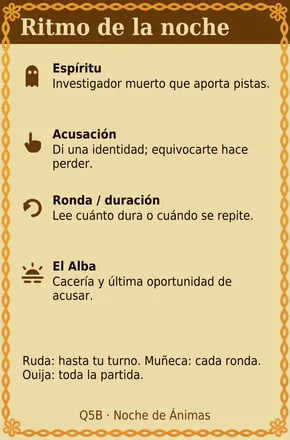 Ritmo de la noche
Espíritu
Investigador muerto que aporta pistas.
Acusación
Di una identidad; equivocarte hace
perder.
Ronda / duración
Lee cuánto dura o cuándo se repite.
El Alba
Cacería y última oportunidad de
acusar.
Ruda: hasta tu turno. Muñeca: cada ronda.
Ouija: toda la partida.
Q5B · Noche de Ánimas